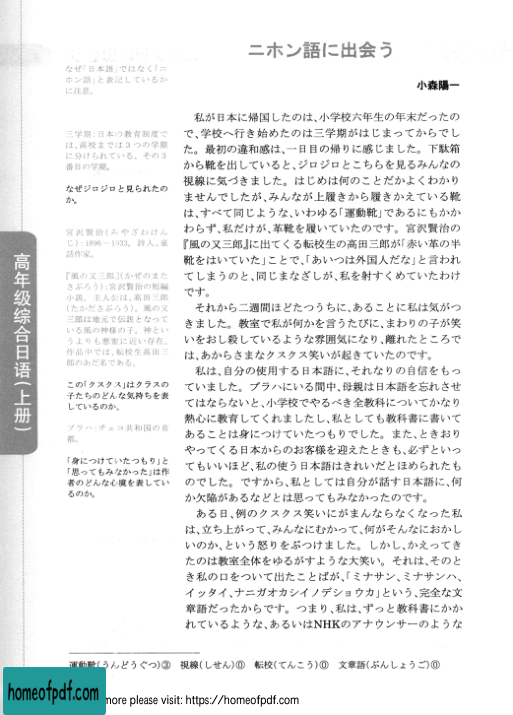 ニホン語に出会う
小森陽一
なぜ「日本語」ではなく「ニ
ホン語」と表記しているか
に注意。
三学期:日本の教育制度で
は、高校までは3つの学期
に分けられている。その3
番目の学期。
なぜジロジロと見られたの
か。
宮沢賢治(みやざわけん
じ):1896-1933。詩人、童
話作家。
『風の又三郎』(かぜのまた
さぶろう):宮沢賢治の短編
小説。主人公は、高田三郎
(たかださぶろう)。風の又
三郎は地元で伝説となって
いる風の神様の子。神とい
うよりも悪霊に近い存在。
作品中では、転校生高田三
郎のあだ名である。
この「クスクス」はクラスの
子たちのどんな気持ちを表
しているのか。
プラハ:チェコ共和国の首
都。
「身につけていたつもり」と
「思ってもみなかった」は作
者のどんな心境を表してい
るのか。
私が日本に帰国したのは、小学校六年生の年末だったの
で、学校へ行き始めたのは三学期がはじまってからでし
た。最初の違和感は、一日目の帰りに感じました。下駄箱
から靴を出していると、ジロジロとこちらを見るみんなの
視線に気づきました。はじめは何のことだかよくわかり
ませんでしたが、みんなが上履きから履きかえている靴
は、すべて同じような、いわゆる「運動靴」であるにもかか
わらず、私だけが、革靴を履いていたのです。宮沢賢治の
『風の又三郎』に出てくる転校生の高田三郎が「赤い革の半
靴をはいていた」ことで、「あいつは外国人だな」と言われ
てしまうのと、同じまなざしが、私を射すくめていたわけ
です。
それから二週間ほどたつうちに、あることに私は気がつ
きました。教室で私が何かを言うたびに、まわりの子が笑
いをおし殺しているような雰囲気になり、離れたところで
は、あからさまなクスクス笑いが起きていたのです。
私は、自分の使用する日本語に、それなりの自信をもっ
ていました。プラハにいる間中、母親は日本語を忘れさせ
てはならないと、小学校でやるべき全教科についてかなり
熱心に教育してくれましたし、私としても教科書に書いて
あることは身につけていたつもりでした。また、ときおり
やってくる日本からのお客様を迎えたときも、必ずといっ
てもいいほど、私の使う日本語はきれいだとほめられたも
のでした。ですから、私としては自分が話す日本語に、何
か欠陥があるなどとは思ってもみなかったのです。
ある日、例のクスクス笑いにがまんならなくなった私
は、立ち上がって、みんなにむかって、何がそんなにおかし
いのか、という怒りをぶつけました。しかし、かえってき
たのは教室全体をゆるがすような大笑い。それは、そのと
き私の口をついて出たことばが、「ミナサン、ミナサンハ、
イッタイ、ナニガオカシイノデショウカ」という、完全な文
章語だったからです。つまり、私は、ずっと教科書にかか
れているような、あるいはNHKのアナウンサーのような
運動靴(うんどうぐつ)③ 視線(しせん)⓪ 転校(てんこう)⓪ 文章語(ぶんしょうご)⓪
高年级综合日语(上册)
homeofpdf.com
more please visit: https://homeofpdf.com